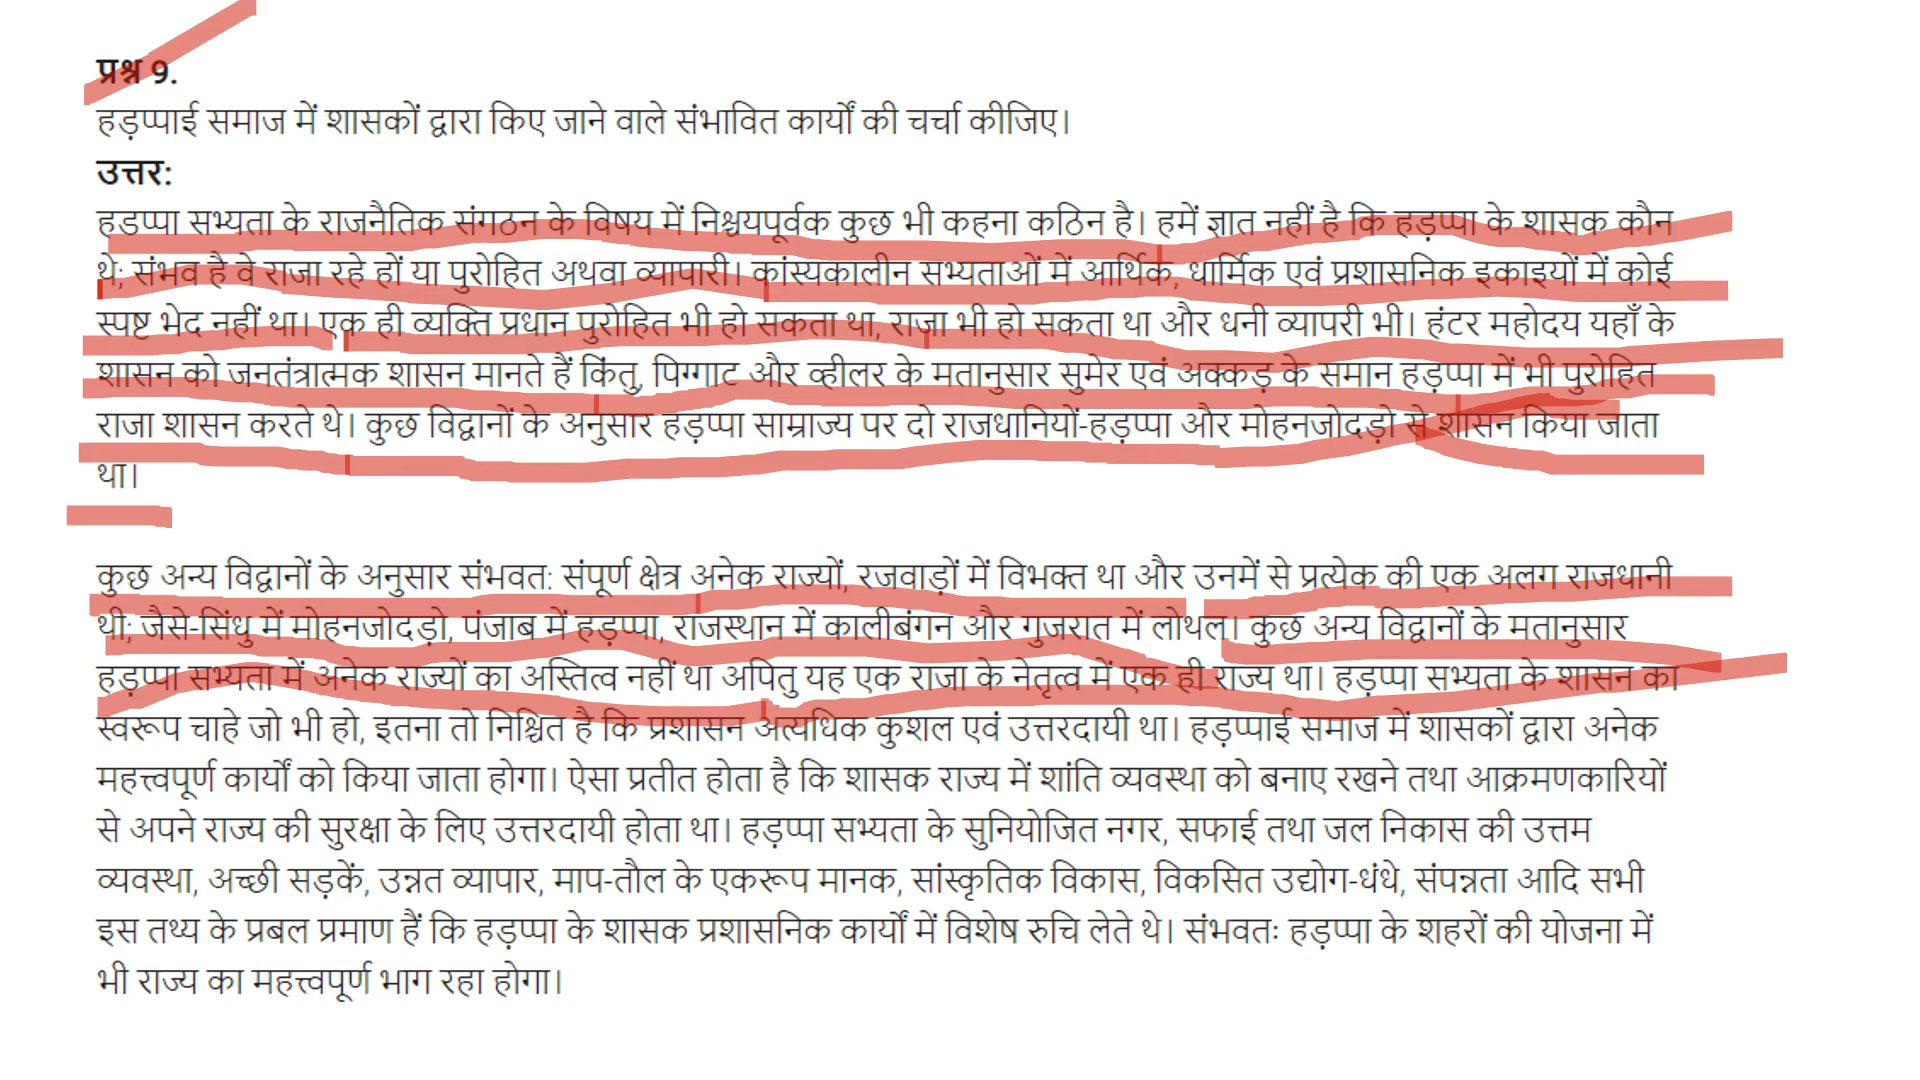 प्रश्न 9.
हड़प्पाई समाज में शासकों द्वारा किए जाने वाले संभावित कार्यों की चर्चा कीजिए।
उत्तर:
हडप्पा सभ्यता के राजनैतिक संगठन के विषय में निश्चयपूर्वक कुछ भी कहना कठिन है। हमें ज्ञात नहीं है कि हड़प्पा के शासक कौन
थे; संभव है वे राजा रहे हों या पुरोहित अथवा व्यापारी। कांस्यकालीन सभ्यताओं में आर्थिक, धार्मिक एवं प्रशासनिक इकाइयों में कोई
स्पष्ट भेद नहीं था। एक ही व्यक्ति प्रधान पुरोहित भी हो सकता था, राजा भी हो सकता था और धनी व्यापरी भी। हंटर महोदय यहाँ के
शासन को जनतंत्रात्मक शासन मानते हैं किंतु, पिग्गाट और व्हीलर के मतानुसार सुमेर एवं अक्कड़ के समान हड़प्पा में भी पुरोहित
राजा शासन करते थे। कुछ विद्वानों के अनुसार हड़प्पा साम्राज्य पर दो राजधानियों-हड़प्पा और मोहनजोदड़ो से शासन किया जाता
था।
कुछ अन्य विद्वानों के अनुसार संभवत: संपूर्ण क्षेत्र अनेक राज्यों, रजवाड़ों में विभक्त था और उनमें से प्रत्येक की एक अलग राजधानी
थी; जैसे-सिंधु में मोहनजोदड़ो, पंजाब में हड़प्पा, राजस्थान में कालीबंगन और गुजरात में लोथल। कुछ अन्य विद्वानों के मतानुसार
हड़प्पा सभ्यता में अनेक राज्यों का अस्तित्व नहीं था अपितु यह एक राजा के नेतृत्व में एक ही राज्य था। हड़प्पा सभ्यता के शासन का
स्वरूप चाहे जो भी हो, इतना तो निश्चित है कि प्रशासन अत्यधिक कुशल एवं उत्तरदायी था। हड़प्पाई समाज में शासकों द्वारा अनेक
महत्त्वपूर्ण कार्यों को किया जाता होगा। ऐसा प्रतीत होता है कि शासक राज्य में शांति व्यवस्था को बनाए रखने तथा आक्रमणकारियों
से अपने राज्य की सुरक्षा के लिए उत्तरदायी होता था। हड़प्पा सभ्यता के सुनियोजित नगर, सफाई तथा जल निकास की उत्तम
व्यवस्था, अच्छी सड़कें, उन्नत व्यापार, माप-तौल के एकरूप मानक, सांस्कृतिक विकास, विकसित उद्योग-धंधे, संपन्नता आदि सभी
इस तथ्य के प्रबल प्रमाण हैं कि हड़प्पा के शासक प्रशासनिक कार्यों में विशेष रुचि लेते थे। संभवतः हड़प्पा के शहरों की योजना में
भी राज्य का महत्त्वपूर्ण भाग रहा होगा।